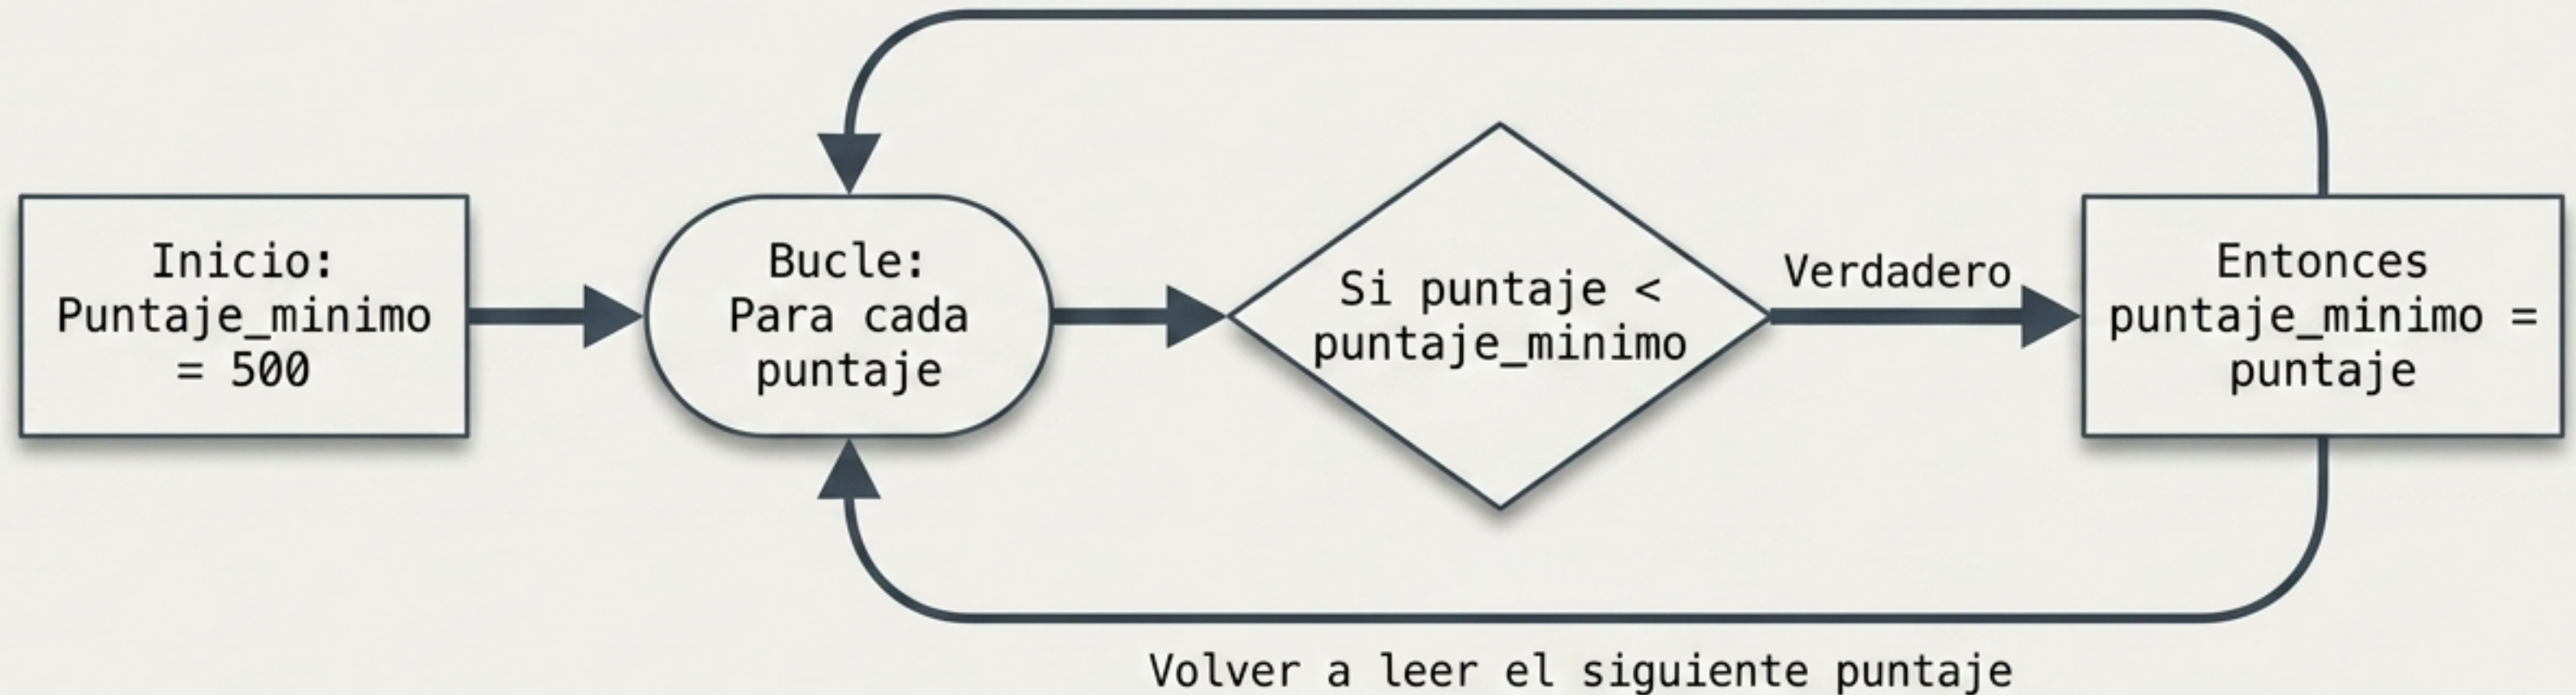 Inicio:
Puntaje_minimo
= 500
Bucle:
Para cada
puntaje
Si puntaje <
puntaje_minimo
Verdadero
Entonces
puntaje_minimo =
puntaje
Volver a leer el siguiente puntaje